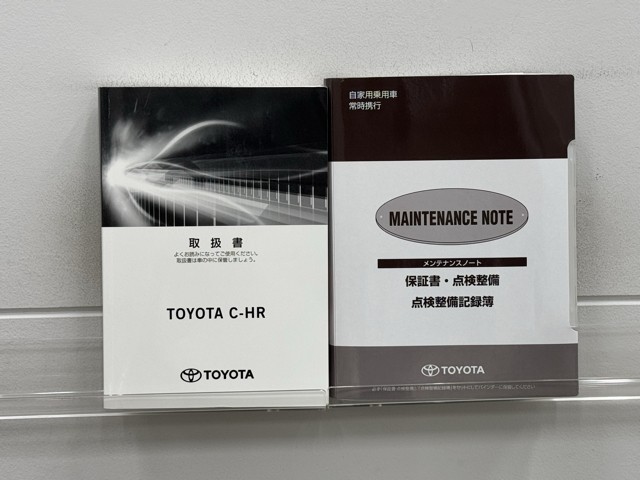 取扱書
よくお読みになってご使用ください。
取扱書は車の中に保管しましょう。
TOYOTA C-HR
TOYOTA
自家用乗用車
常時携行
MAINTENANCE NOTE
メンテナンスノート
保証書・点検整備
点検整備記録簿
TOYOTA